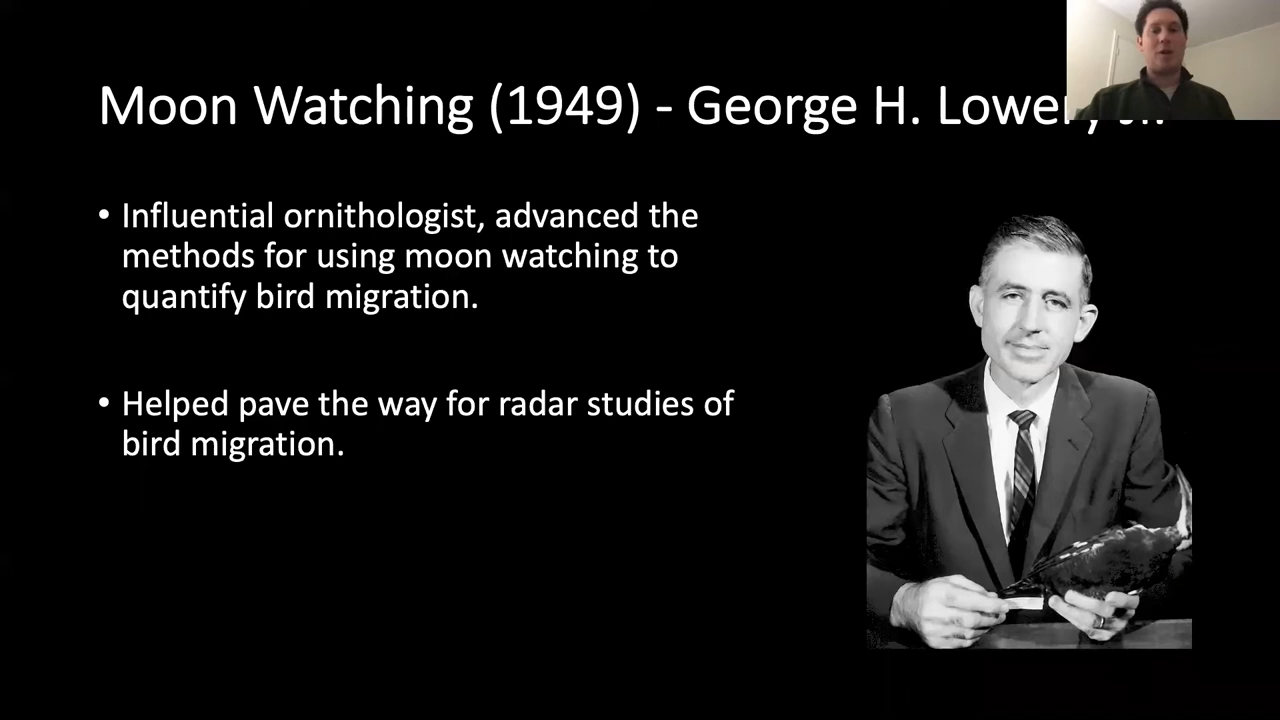 Moon Watching (1949) - George H. Lowery Jr.
• Influential ornithologist, advanced the
methods for using moon watching to
quantify bird migration.
• Helped pave the way for radar studies of
bird migration.